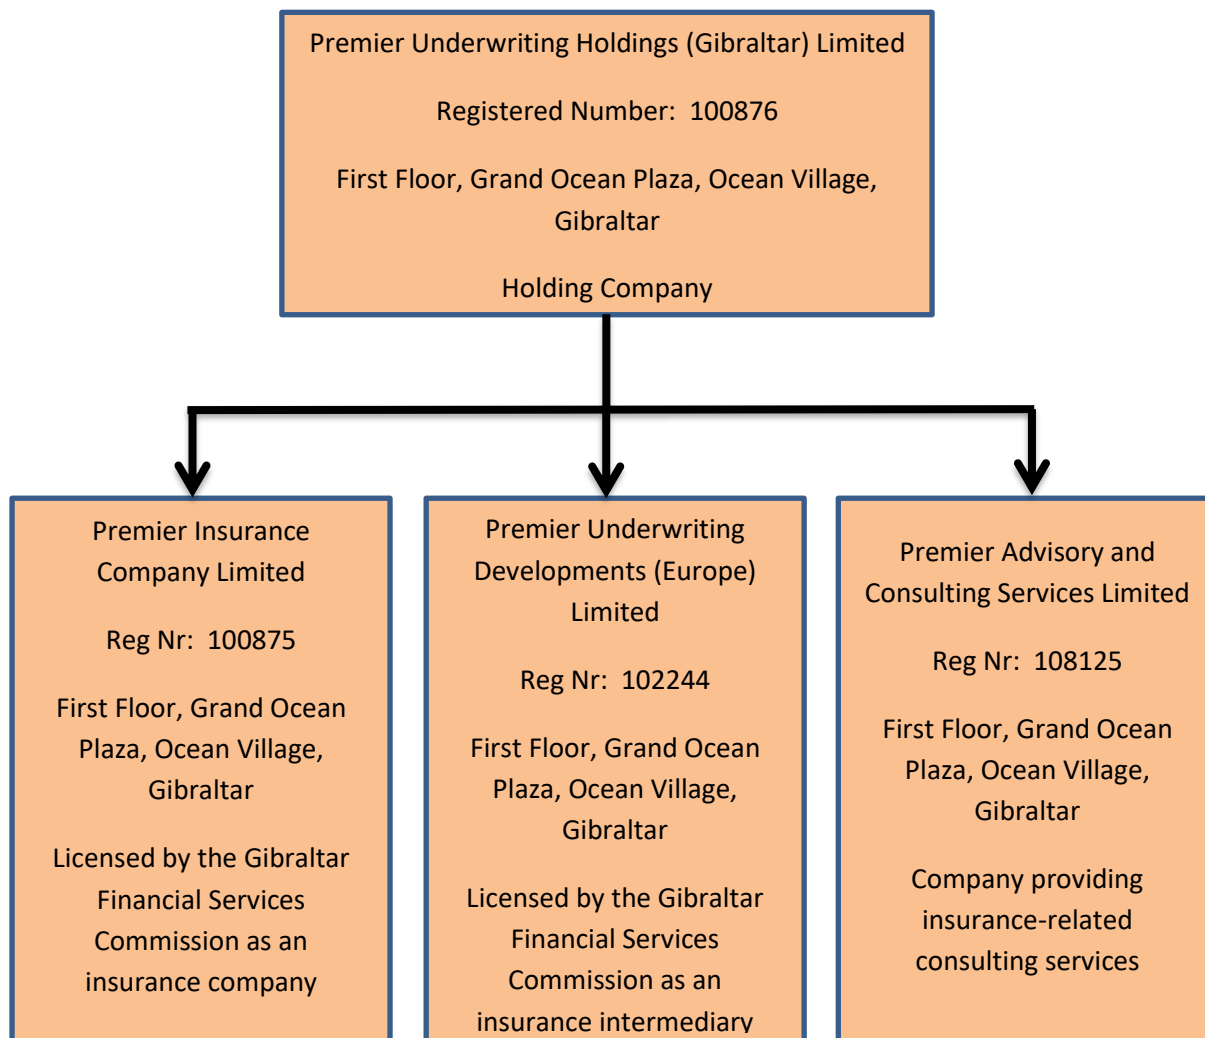 Premier Underwriting Holdings (Gibraltar) Limited
Registered Number:  100876
First Floor, Grand Ocean Plaza, Ocean Village,
Gibraltar
Holding Company
Premier Insurance
Company Limited
Reg Nr:  100875
First Floor, Grand Ocean
Plaza, Ocean Village,
Gibraltar
Licensed by the Gibraltar
Financial Services
Commission as an
insurance company
Premier Underwriting
Developments (Europe)
Limited
Reg Nr:  102244
First Floor, Grand Ocean
Plaza, Ocean Village,
Gibraltar
Licensed by the Gibraltar
Financial Services
Commission as an
insurance intermediary
Premier Advisory and
Consulting Services Limited
Reg Nr:  108125
First Floor, Grand Ocean
Plaza, Ocean Village,
Gibraltar
Company providing
insurance-related
consulting services